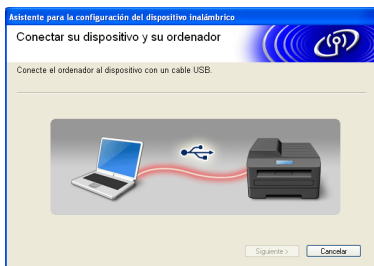 Asistente para la configuración del dispositivo inalámbrico
Conectar su dispositivo y su ordenador
Conecte el ordenador al dispositivo con un cable USB.
Siguiente >
Cancelar